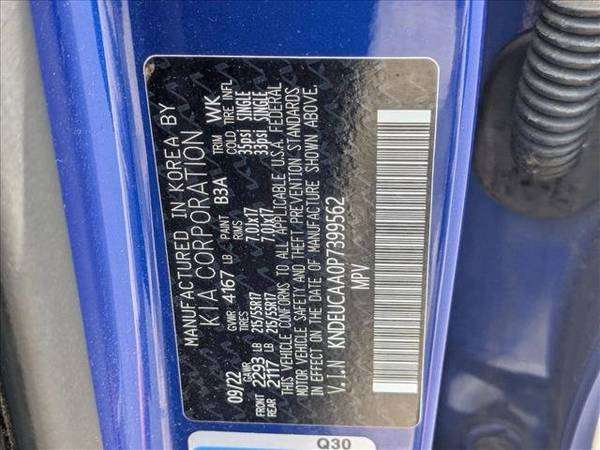 MANUFACTURED IN KOREA BY
KIA CORPORATION
09/22 GVWR 4167 LB PAINT B3A TRIM WK
GAWR TIRES RIMS COLD TIRE INFL
FRONT 2293 LB 215/55R17 7.0Jx17 35psi SINGLE
REAR 2117 LB 215/55R17 7.0Jx17 33psi SINGLE
THIS VEHICLE CONFORMS TO ALL APPLICABLE U.S.A. FEDERAL
MOTOR VEHICLE SAFETY AND THEFT PREVENTION STANDARDS
IN EFFECT ON THE DATE OF MANUFACTURE SHOWN ABOVE.
V.I.N KNDEUCAA0P7399562
MPV
Q30